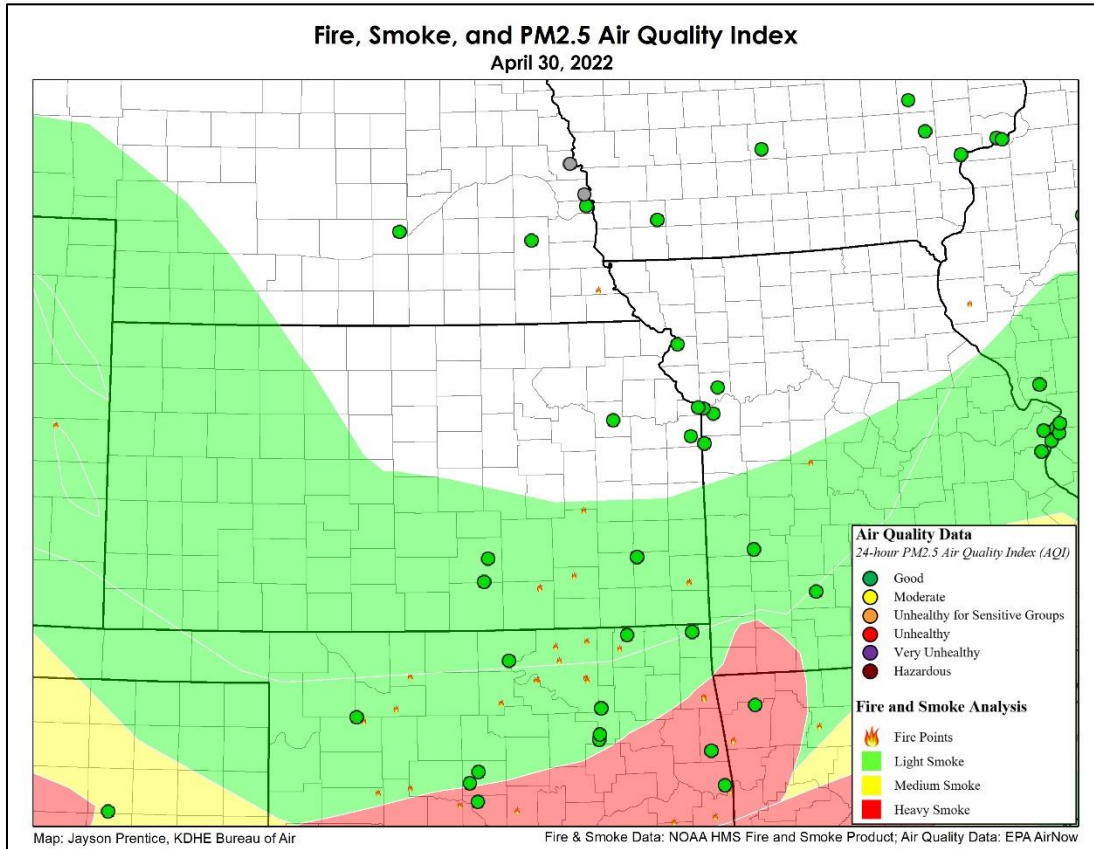 Fire, Smoke, and PM2.5 Air Quality Index
April 30, 2022
Air Quality Data
24-hour PM2.5 Air Quality Index (AQI)
Good
Moderate
Unhealthy for Sensitive Groups
Unhealthy
Very Unhealthy
Hazardous
Fire and Smoke Analysis
Fire Points
Light Smoke
Medium Smoke
Heavy Smoke
Map: Jayson Prentice, KDHE Bureau of Air
Fire & Smoke Data: NOAA HMS Fire and Smoke Product; Air Quality Data: EPA AirNow